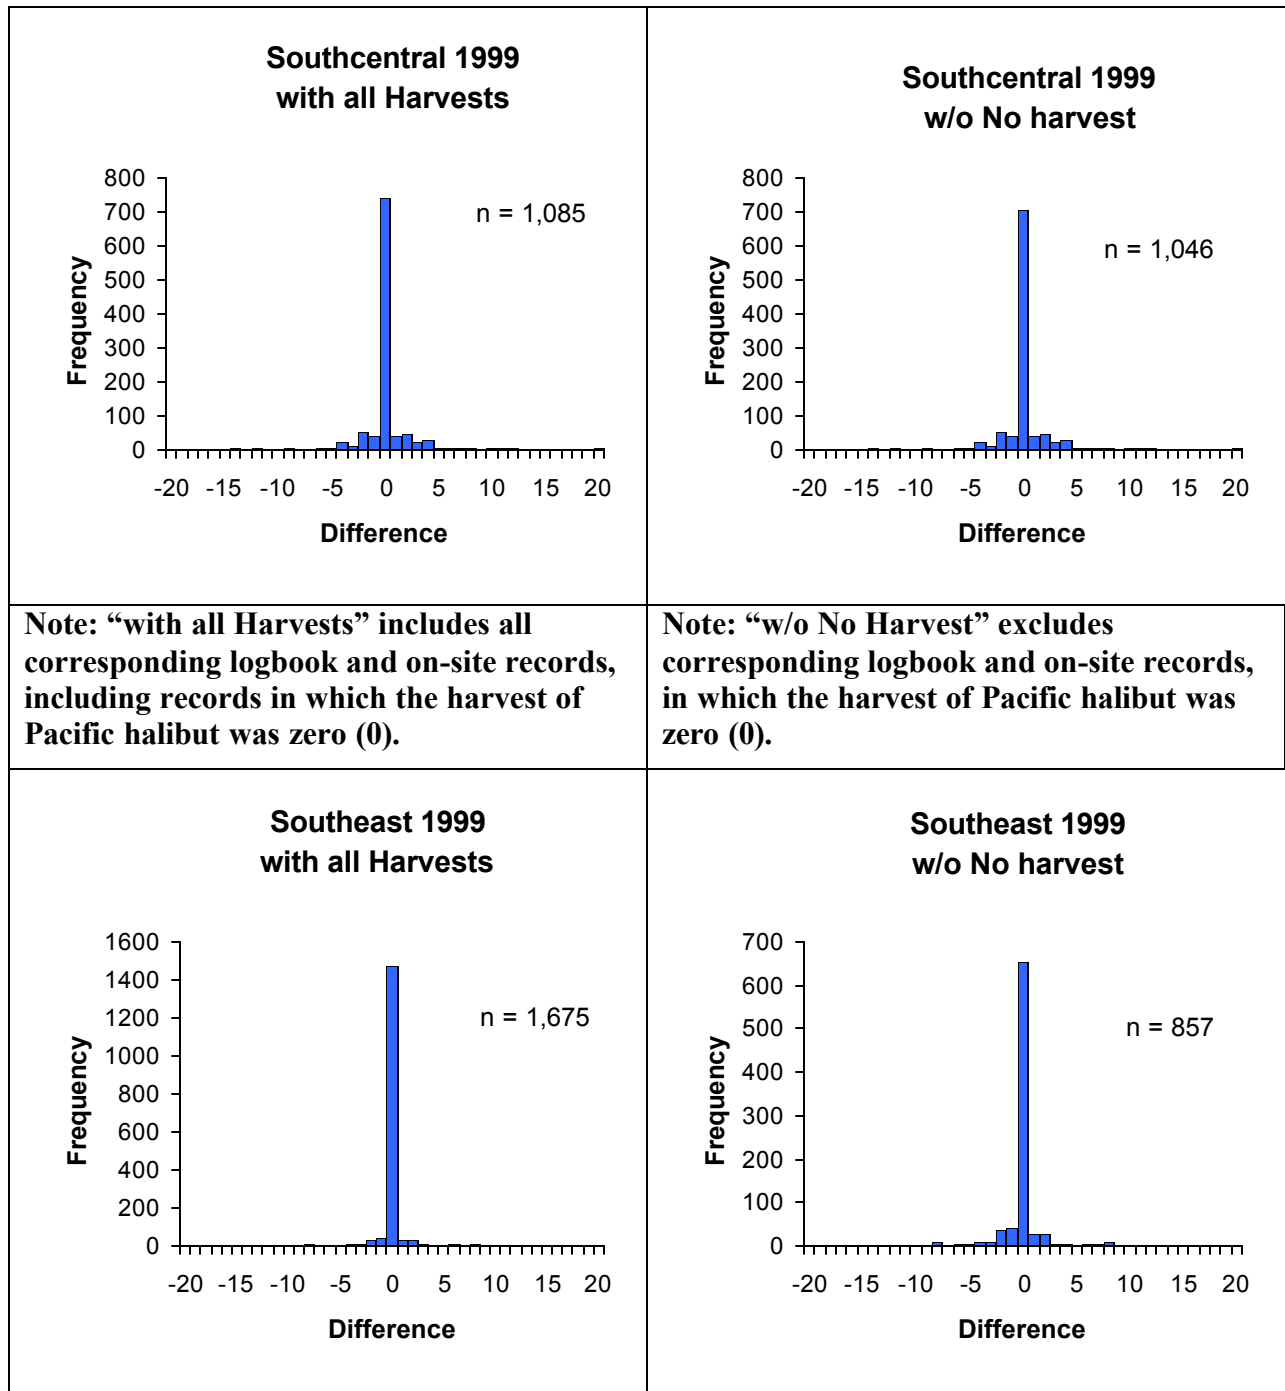 Southcentral 1999
with all Harvests
n = 1,085
Frequency
800
700
600
500
400
300
200
100
0
-20 -15 -10 -5 0 5 10 15 20
Difference
Southcentral 1999
w/o No harvest
n = 1,046
Frequency
800
700
600
500
400
300
200
100
0
-20 -15 -10 -5 0 5 10 15 20
Difference
Note: “with all Harvests” includes all
corresponding logbook and on-site records,
including records in which the harvest of
Pacific halibut was zero (0).
Note: “w/o No Harvest” excludes
corresponding logbook and on-site records,
in which the harvest of Pacific halibut was
zero (0).
Southeast 1999
with all Harvests
n = 1,675
Frequency
1600
1400
1200
1000
800
600
400
200
0
-20 -15 -10 -5 0 5 10 15 20
Difference
Southeast 1999
w/o No harvest
n = 857
Frequency
700
600
500
400
300
200
100
0
-20 -15 -10 -5 0 5 10 15 20
Difference